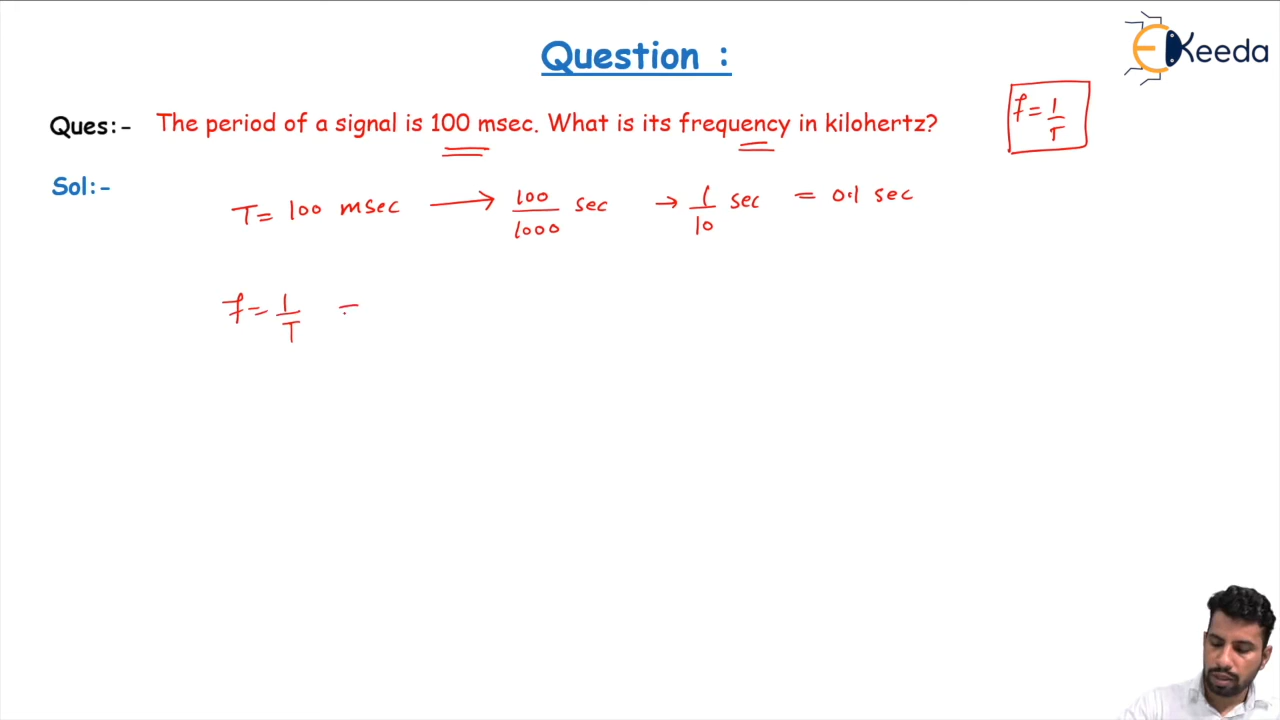 EKeeda
Question :
f = 1/T
Ques:- The period of a signal is 100 msec. What is its frequency in kilohertz?
Sol:-
T = 100 msec → 100/1000 sec → 1/10 sec = 0.1 sec
f = 1/T =